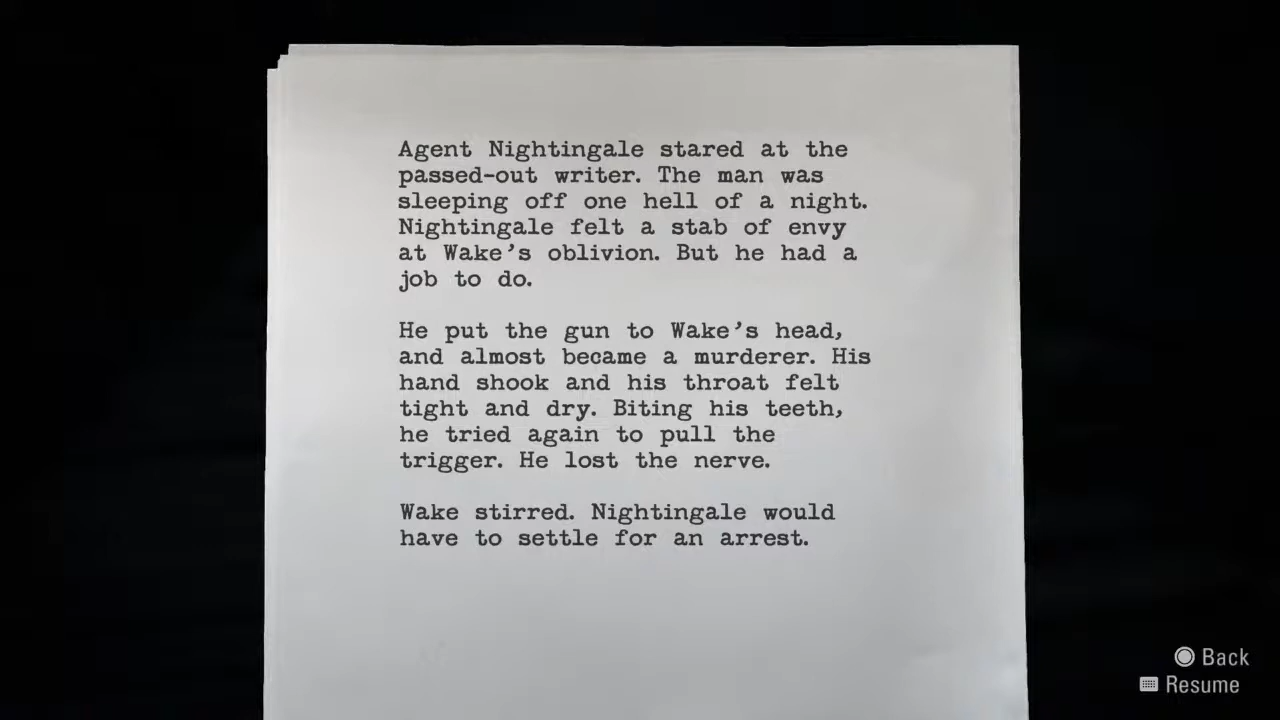 Agent Nightingale stared at the
passed-out writer. The man was
sleeping off one hell of a night.
Nightingale felt a stab of envy
at Wake's oblivion. But he had a
job to do.
He put the gun to Wake's head,
and almost became a murderer. His
hand shook and his throat felt
tight and dry. Biting his teeth,
he tried again to pull the
trigger. He lost the nerve.
Wake stirred. Nightingale would
have to settle for an arrest.
Back
Resume